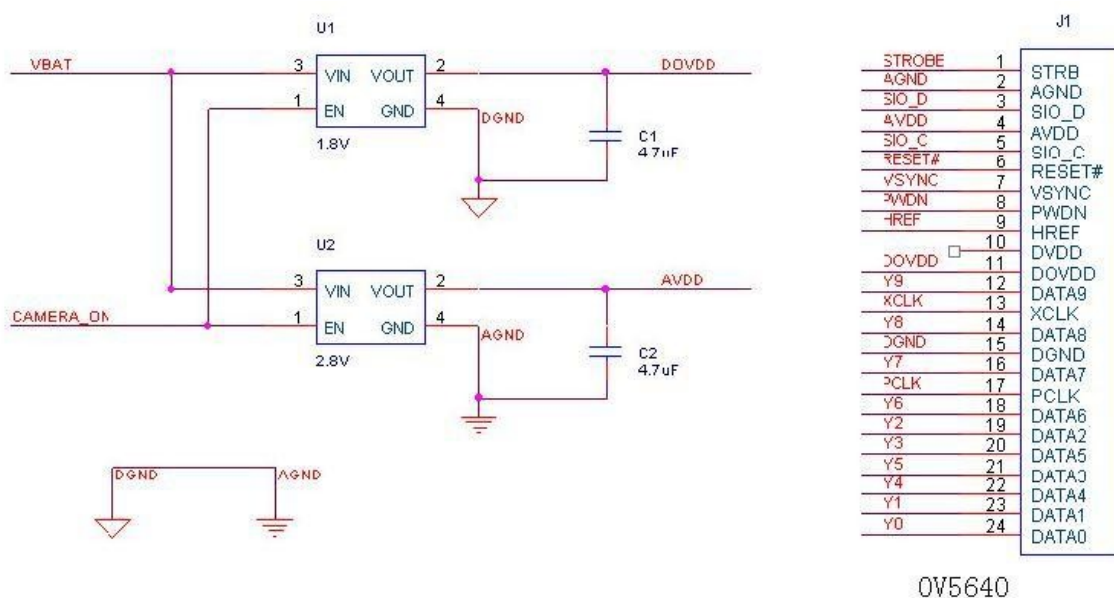 U1
VBAT
3 VIN VOUT 2
DOVDD
1 EN GND 4
DGND
1.8V
C1
4.7uF
U2
3 VIN VOUT 2
AVDD
CAMERA_ON
1 EN GND 4
AGND
2.8V
C2
4.7uF
DGND
AGND
J1
STROBE 1 STRB
AGND 2 AGND
SIO_D 3 SIO_D
AVDD 4 AVDD
SIO_C 5 SIO_C
RESET# 6 RESET#
VSYNC 7 VSYNC
PWDN 8 PWDN
HREF 9 HREF
10 DVDD
DOVDD 11 DOVDD
Y9 12 DATA9
XCLK 13 XCLK
Y8 14 DATA8
DGND 15 DGND
Y7 16 DATA7
PCLK 17 PCLK
Y6 18 DATA6
Y2 19 DATA2
Y3 20 DATA5
Y5 21 DATA3
Y4 22 DATA4
Y1 23 DATA1
Y0 24 DATA0
OV5640